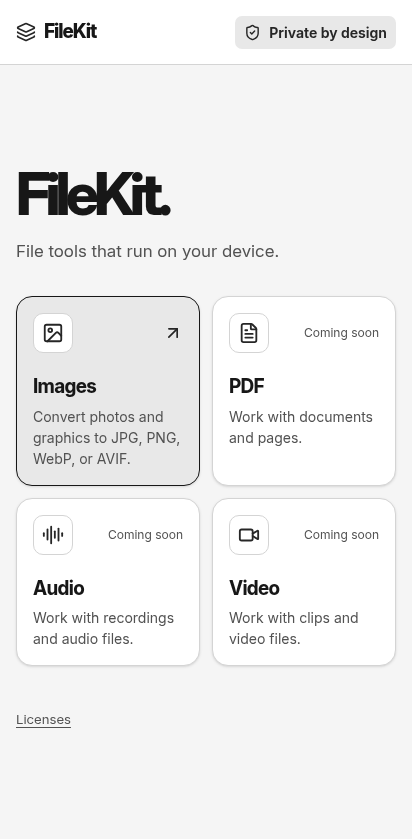 FileKit
Private by design
FileKit.
File tools that run on your device.
Images
Convert photos and
graphics to JPG, PNG,
WebP, or AVIF.
Coming soon
PDF
Work with documents
and pages.
Coming soon
Audio
Work with recordings
and audio files.
Coming soon
Video
Work with clips and
video files.
Licenses